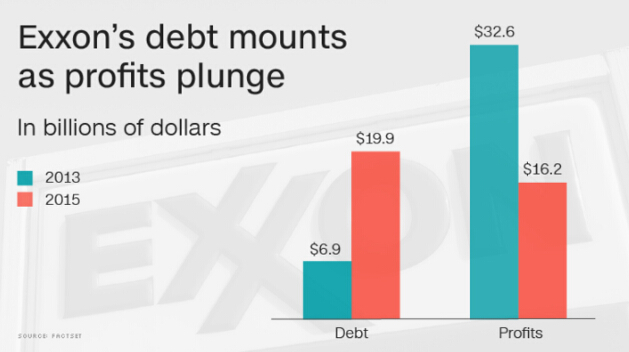 Exxon's debt mounts
as profits plunge
In billions of dollars
2013
2015
$6.9
$19.9
$32.6
$16.2
Debt
Profits
EXXON
SOURCE: FACTSET